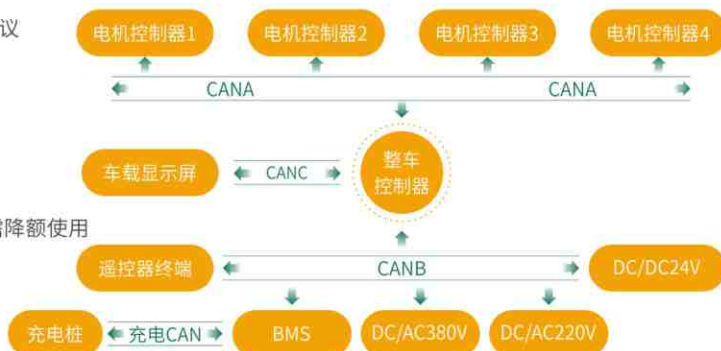 议
电机控制器1
电机控制器2
电机控制器3
电机控制器4
CANA
CANA
车载显示屏
CANC
整车
控制器
降额使用
遥控器终端
CANB
DC/DC24V
充电桩
充电CAN
BMS
DC/AC380V
DC/AC220V